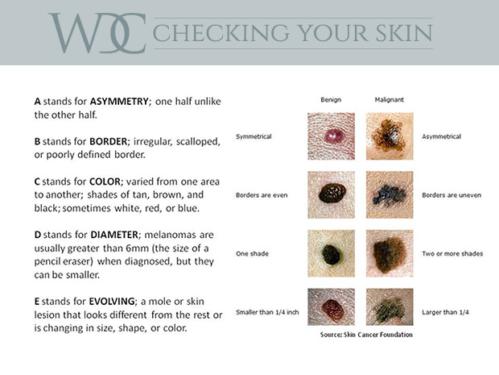 WDC CHECKING YOUR SKIN
A stands for ASYMMETRY; one half unlike
the other half.
B stands for BORDER; irregular, scalloped,
or poorly defined border.
C stands for COLOR; varied from one area
to another; shades of tan, brown, and
black; sometimes white, red, or blue.
D stands for DIAMETER; melanomas are
usually greater than 6mm (the size of a
pencil eraser) when diagnosed, but they
can be smaller.
E stands for EVOLVING; a mole or skin
lesion that looks different from the rest or
is changing in size, shape, or color.
Benign Malignant
Symmetrical Asymmetrical
Borders are even Borders are uneven
One shade Two or more shades
Smaller than 1/4 inch Larger than 1/4
Source: Skin Cancer Foundation